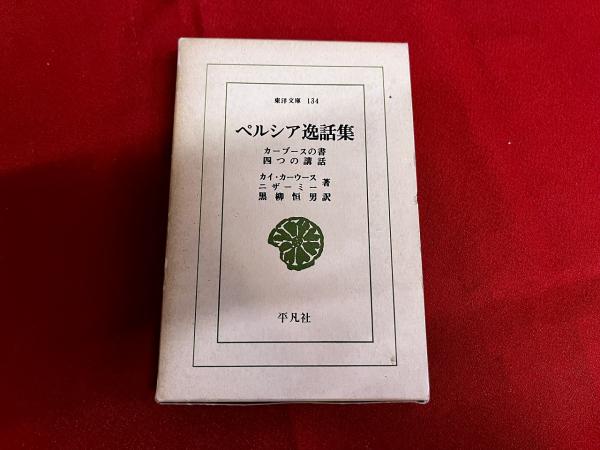 東洋文庫 134
ペルシア逸話集
カーブースの書
四つの講話
カイ・カーウース
ニザーミー 著
黒柳恒男訳
平凡社